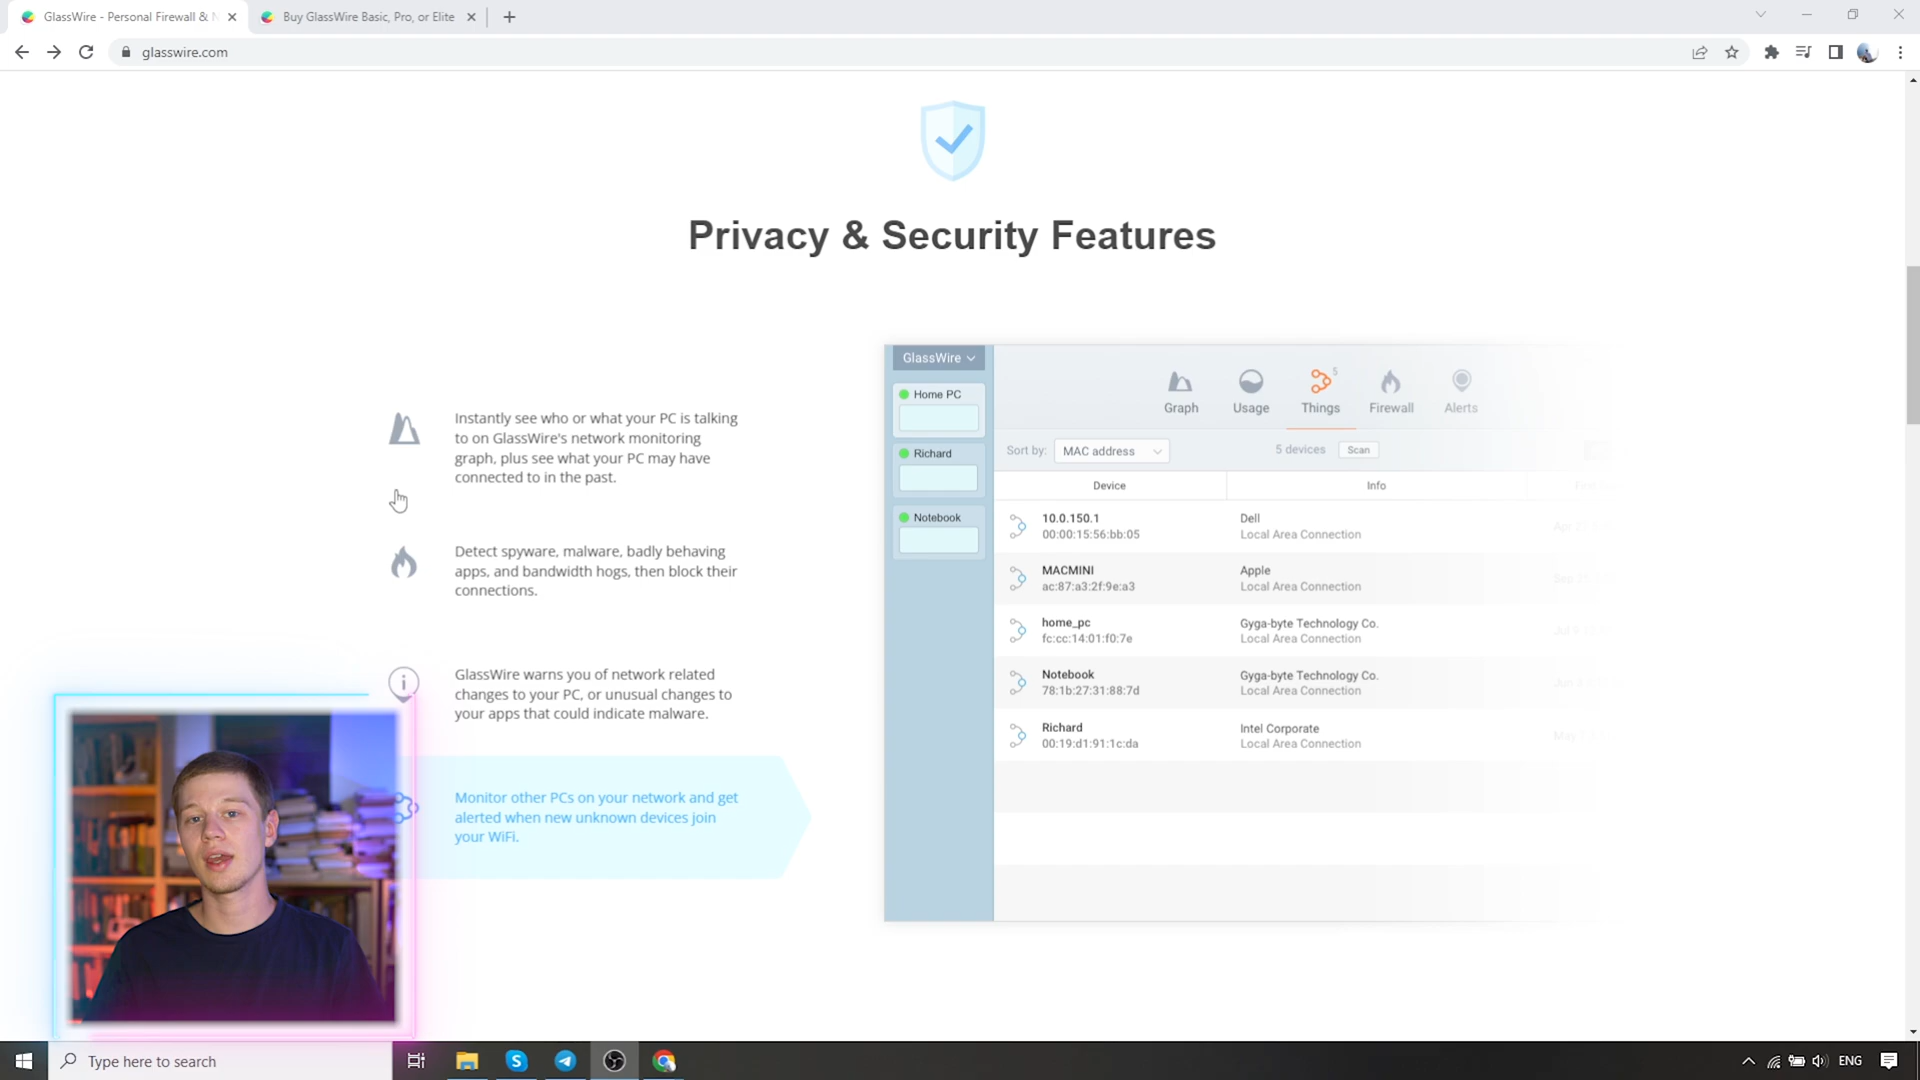 GlassWire - Personal Firewall & N
Buy GlassWire Basic, Pro, or Elite
glasswire.com
Privacy & Security Features
Instantly see who or what your PC is talking
to on GlassWire's network monitoring
graph, plus see what your PC may have
connected to in the past.
Detect spyware, malware, badly behaving
apps, and bandwidth hogs, then block their
connections.
GlassWire warns you of network related
changes to your PC, or unusual changes to
your apps that could indicate malware.
Monitor other PCs on your network and get
alerted when new unknown devices join
your WiFi.
GlassWire
Home PC
Richard
Notebook
Graph
Usage
Things 5
Firewall
Alerts
Sort by: MAC address
5 devices
Scan
Device
Info
10.0.150.1
00:00:15:56:bb:05
Dell
Local Area Connection
MACMINI
ac:87:a3:2f:9e:a3
Apple
Local Area Connection
home_pc
fc:cc:14:01:f0:7e
Gyga-byte Technology Co.
Local Area Connection
Notebook
78:1b:27:31:88:7d
Gyga-byte Technology Co.
Local Area Connection
Richard
00:19:d1:91:1c:da
Intel Corporate
Local Area Connection
Type here to search
ENG